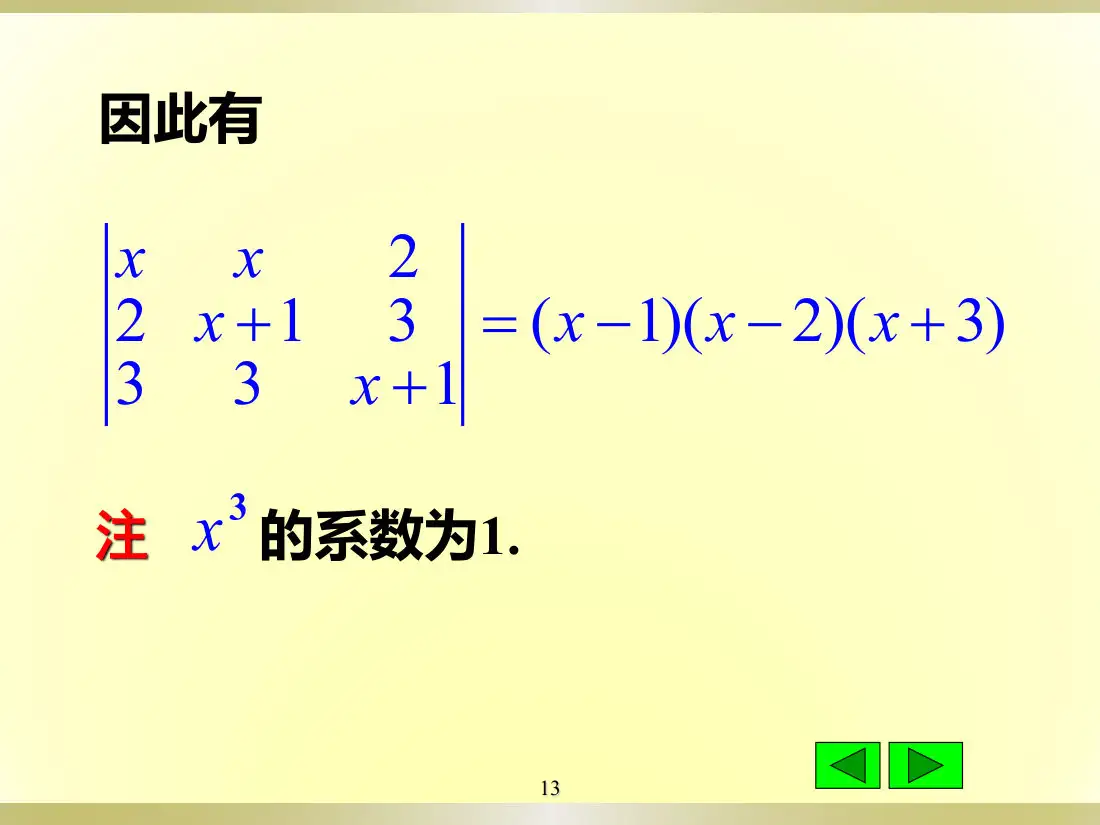 因此有
x x 2
2 x+1 3 =(x−1)(x−2)(x+3)
3 3 x+1
注 x³ 的系数为1.
13